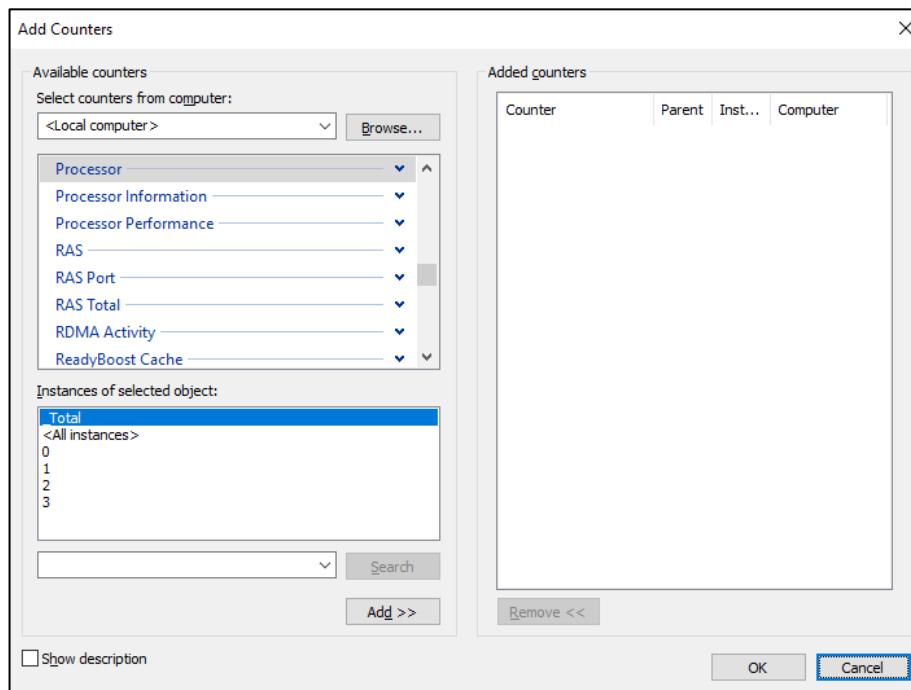 Add Counters
Available counters
Select counters from computer:
<Local computer>
Browse...
Processor
Processor Information
Processor Performance
RAS
RAS Port
RAS Total
RDMA Activity
ReadyBoost Cache
Instances of selected object:
_Total
<All instances>
0
1
2
3
Search
Add >>
Show description
Added counters
Counter Parent Inst... Computer
Remove <<
OK Cancel